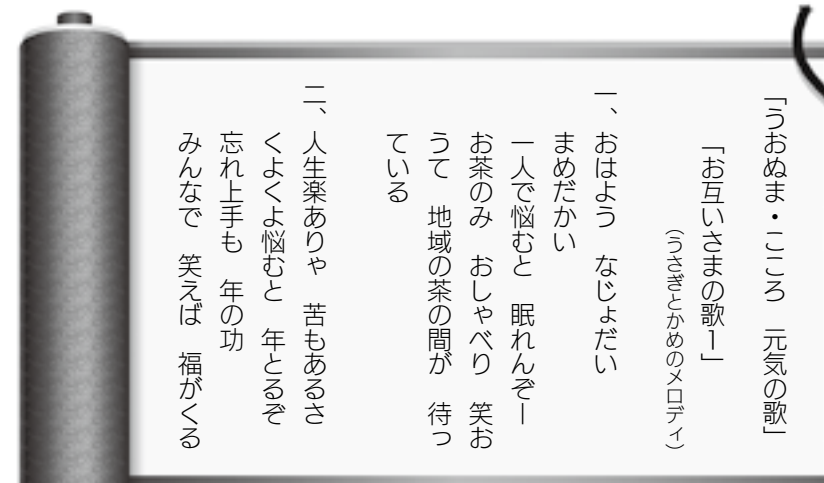 「うおぬま・こころ　元気の歌」
「お互いさまの歌１」
（うさぎとかめのメロディ）
一、おはよう　なじょだい
まめだかい
一人で悩むと　眠れんぞー
お茶のみ　おしゃべり　笑お
うて　地域の茶の間が　待っ
ている
二、人生楽ありゃ　苦もあるさ
くよくよ悩むと　年とるぞ
忘れ上手も　年の功
みんなで　笑えば　福がくる